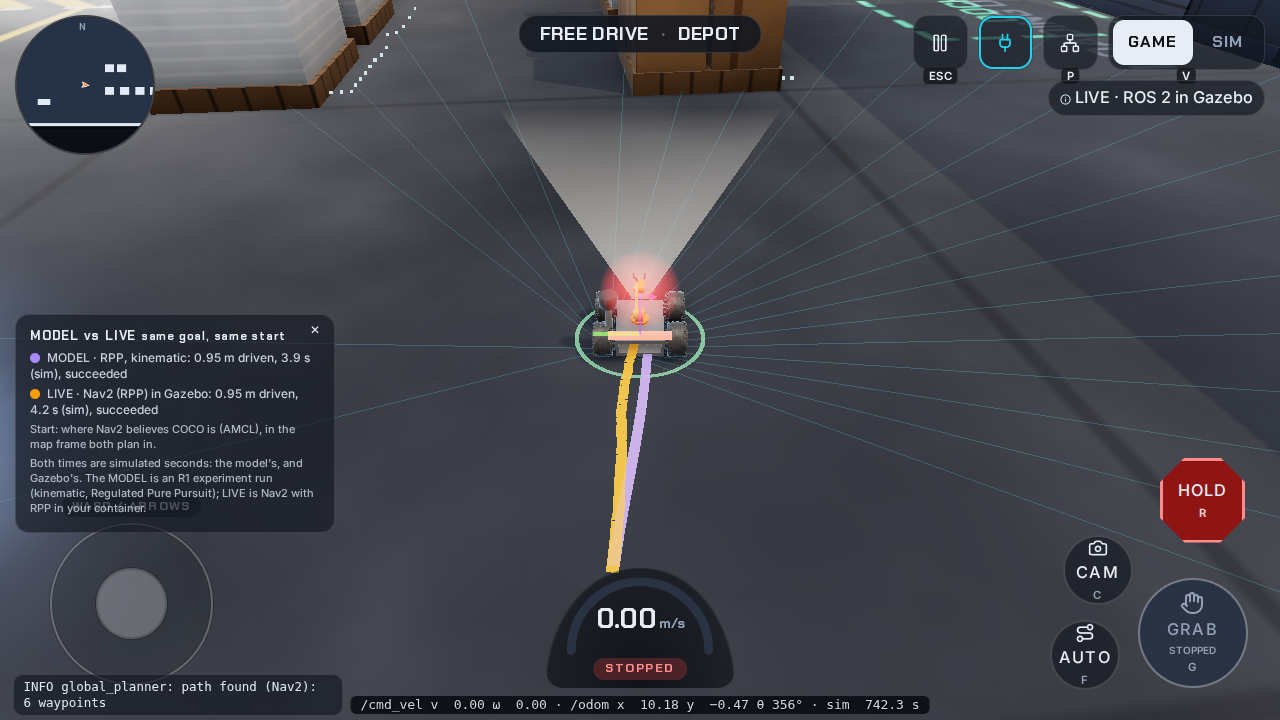 N
FREE DRIVE · DEPOT
ESC
P
GAME
SIM
V
LIVE · ROS 2 in Gazebo
MODEL vs LIVE same goal, same start
×
MODEL · RPP, kinematic: 0.95 m driven, 3.9 s
(sim), succeeded
LIVE · Nav2 (RPP) in Gazebo: 0.95 m driven,
4.2 s (sim), succeeded
Start: where Nav2 believes COCO is (AMCL), in the
map frame both plan in.
Both times are simulated seconds: the model's, and
Gazebo's. The MODEL is an R1 experiment run
(kinematic, Regulated Pure Pursuit); LIVE is Nav2 with
RPP in your container.
ARROWS
HOLD
R
CAM
C
GRAB
STOPPED
G
AUTO
F
0.00 m/s
STOPPED
INFO global_planner: path found (Nav2):
6 waypoints
/cmd_vel v 0.00 ω 0.00 · /odom x 10.18 y −0.47 θ 356° · sim 742.3 s